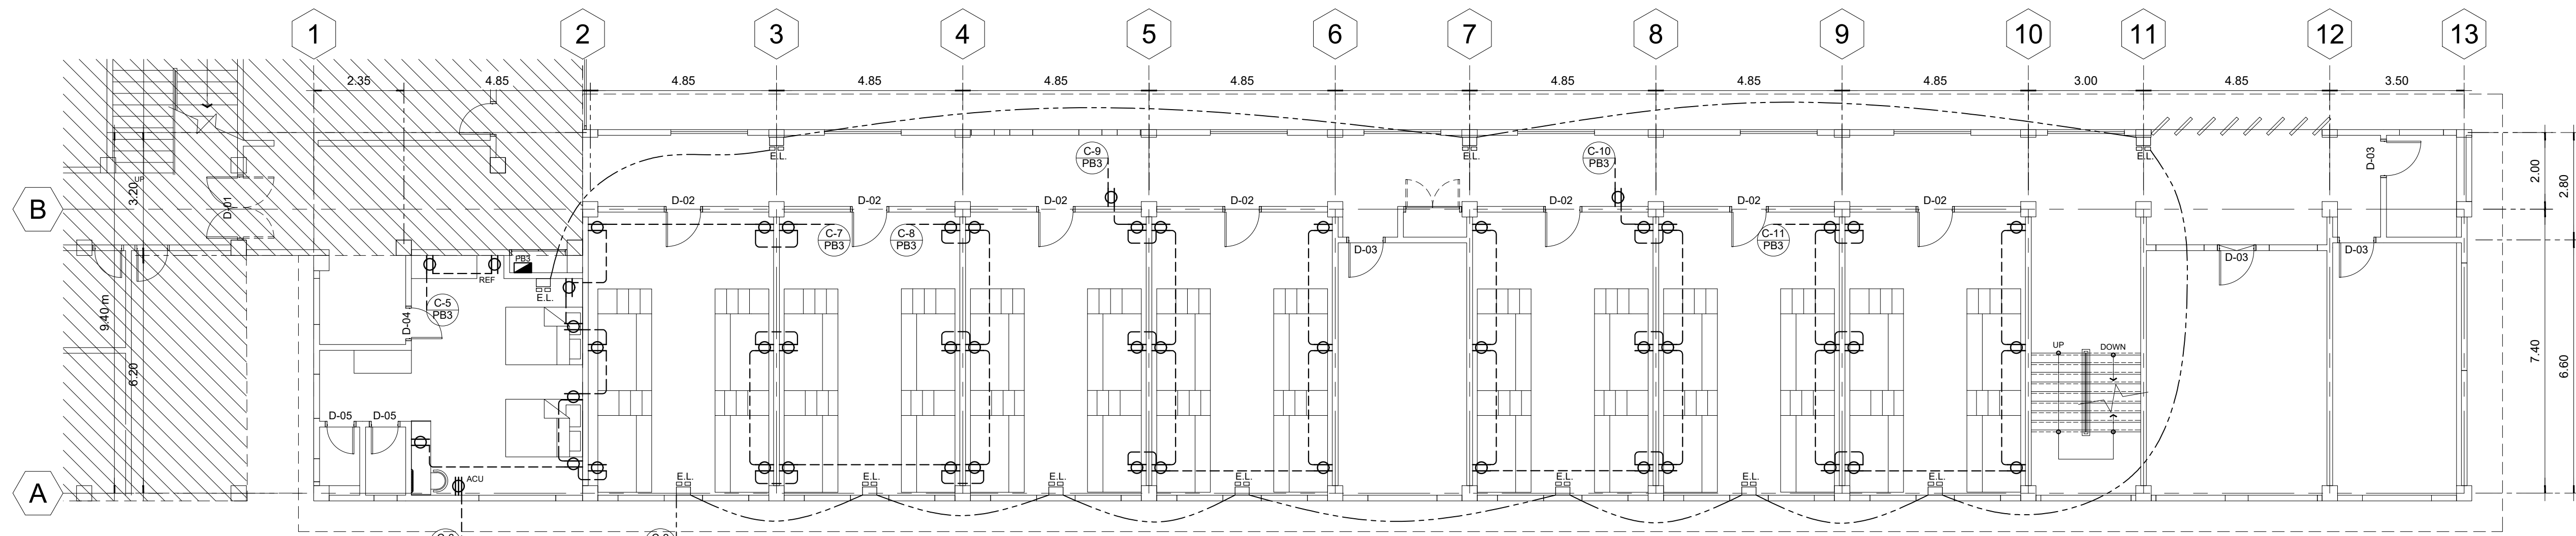 1
2
3
4
5
6
7
8
9
10
11
12
13
2.35
4.85
4.85
4.85
4.85
4.85
4.85
4.85
4.85
3.00
4.85
3.50
E.L.
C-9
PB3
E.L.
C-10
PB3
E.L.
D-03
2.00
2.80
3.20
UP
D-01
B
D-02
D-02
D-02
D-02
D-02
D-02
D-02
C-7
PB3
C-8
PB3
C-11
PB3
D-03
D-03
D-03
PB3
REF
E.L.
9.40 m
C-5
PB3
D-04
6.20
UP
DOWN
7.40
6.60
D-05
D-05
ACU
E.L.
E.L.
E.L.
E.L.
E.L.
E.L.
E.L.
A